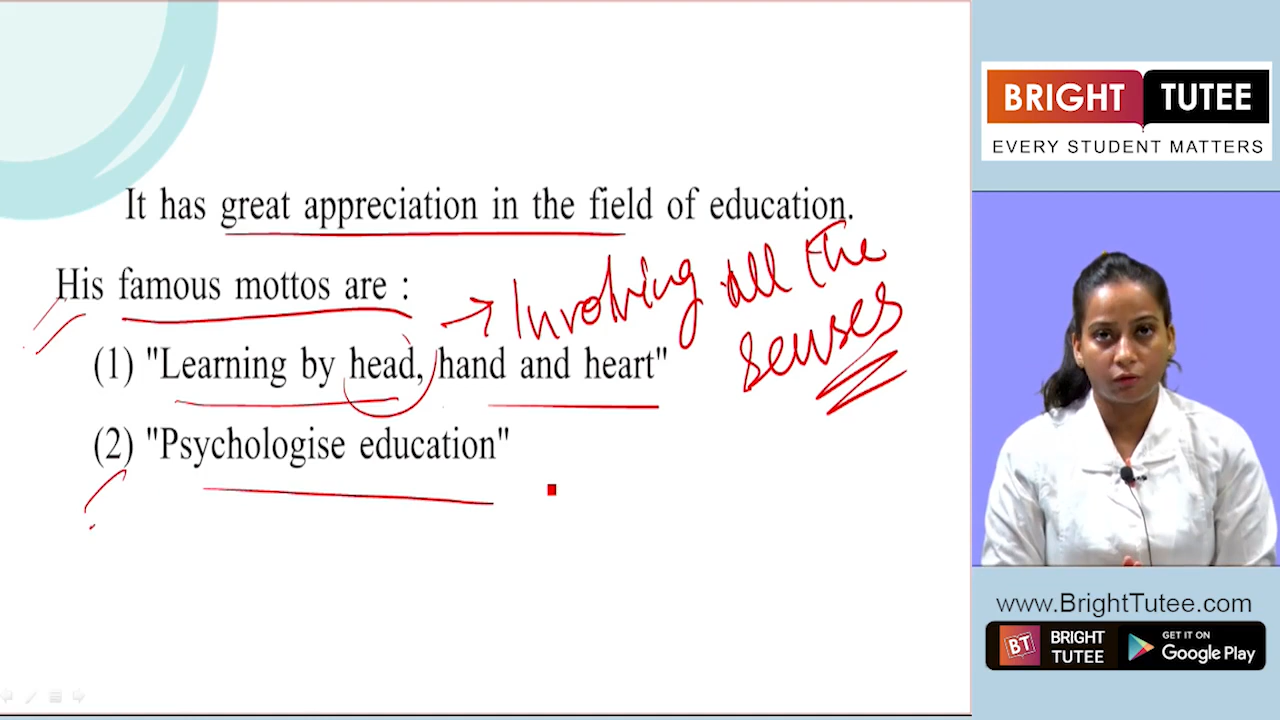 It has great appreciation in the field of education.
His famous mottos are :
→ Involving all the
senses
(1) "Learning by head, hand and heart"
(2) "Psychologise education"
BRIGHT TUTEE
EVERY STUDENT MATTERS
www.BrightTutee.com
BT BRIGHT TUTEE
GET IT ON
Google Play